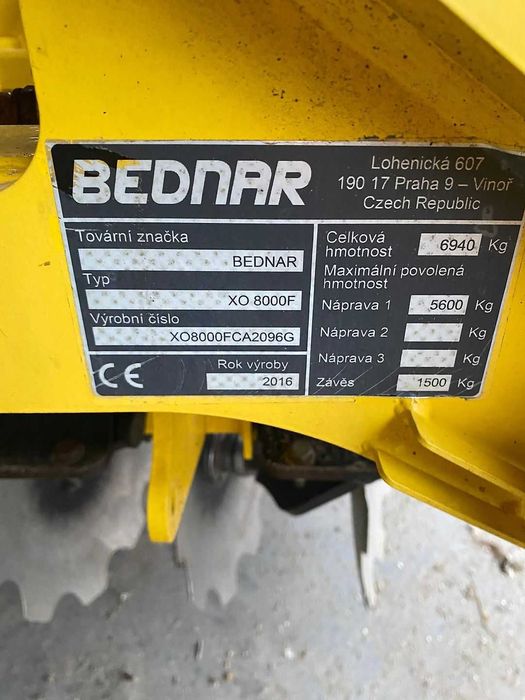 BEDNAR
Lohenická 607
190 17 Praha 9 – Vinoř
Czech Republic
Tovární značka
BEDNAR
Typ
XO 8000F
Výrobní číslo
XO8000FCA2096G
CE
Rok výroby
2016
Celková
hmotnost 6940 Kg
Maximální povolená
hmotnost
Náprava 1 5600 Kg
Náprava 2 Kg
Náprava 3 Kg
Závěs 1500 Kg